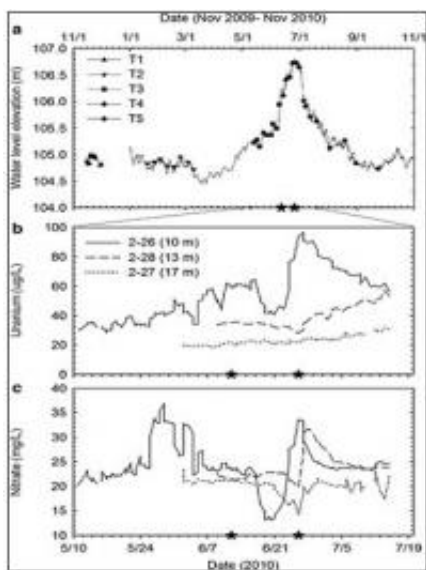 Date (Nov 2009- Nov 2010)
11/1 1/1 3/1 5/1 7/1 9/1 11/1
a
107.0
106.5
106.0
105.5
105.0
104.5
104.0
Water level elevation (m)
T1
T2
T3
T4
T5
b
100
80
60
40
20
0
Uranium (ug/L)
2-26 (10 m)
2-28 (13 m)
2-27 (17 m)
c
40
35
30
25
20
15
10
Nitrate (mg/L)
5/10 5/24 6/7 6/21 7/5 7/19
Date (2010)